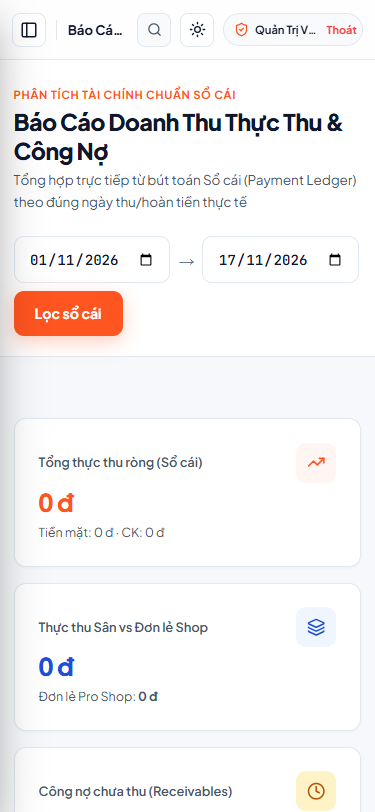 Báo Cá...
Quản Trị V...
Thoát
PHÂN TÍCH TÀI CHÍNH CHUẨN SỔ CÁI
Báo Cáo Doanh Thu Thực Thu &
Công Nợ
Tổng hợp trực tiếp từ bút toán Sổ cái (Payment Ledger)
theo đúng ngày thu/hoàn tiền thực tế
01/11/2026 → 17/11/2026
Lọc sổ cái
Tổng thực thu ròng (Sổ cái)
0 đ
Tiền mặt: 0 đ · CK: 0 đ
Thực thu Sân vs Đơn lẻ Shop
0 đ
Đơn lẻ Pro Shop: 0 đ
Công nợ chưa thu (Receivables)